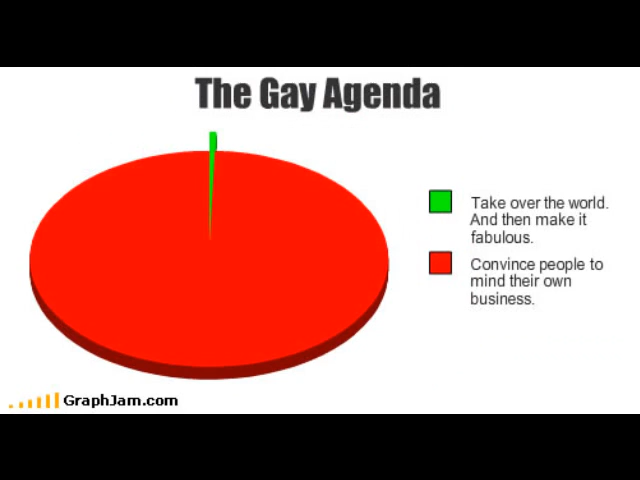 The Gay Agenda
Take over the world.
And then make it
fabulous.
Convince people to
mind their own
business.
GraphJam.com